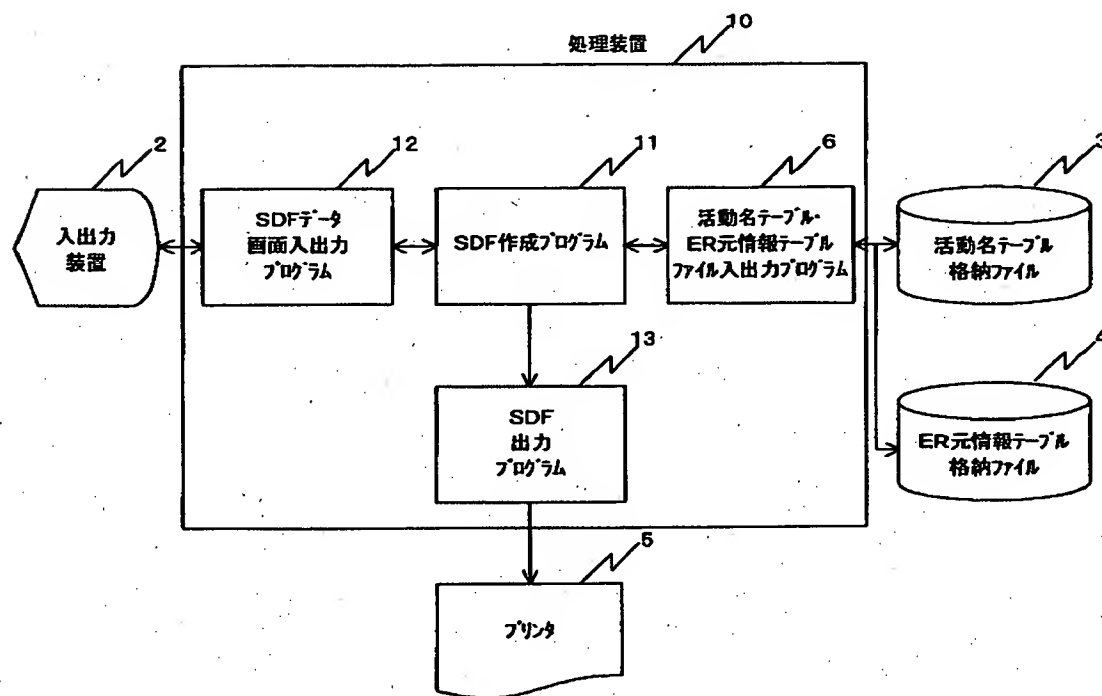 10
処理装置
2
12
11
6
3
入出力
装置
SDFデータ
画面入出力
プログラム
SDF作成プログラム
活動名テーブル・
ER元情報テーブル
ファイル入出力プログラム
活動名テーブル
格納ファイル
13
4
SDF
出力
プログラム
ER元情報テーブル
格納ファイル
5
プリンタ